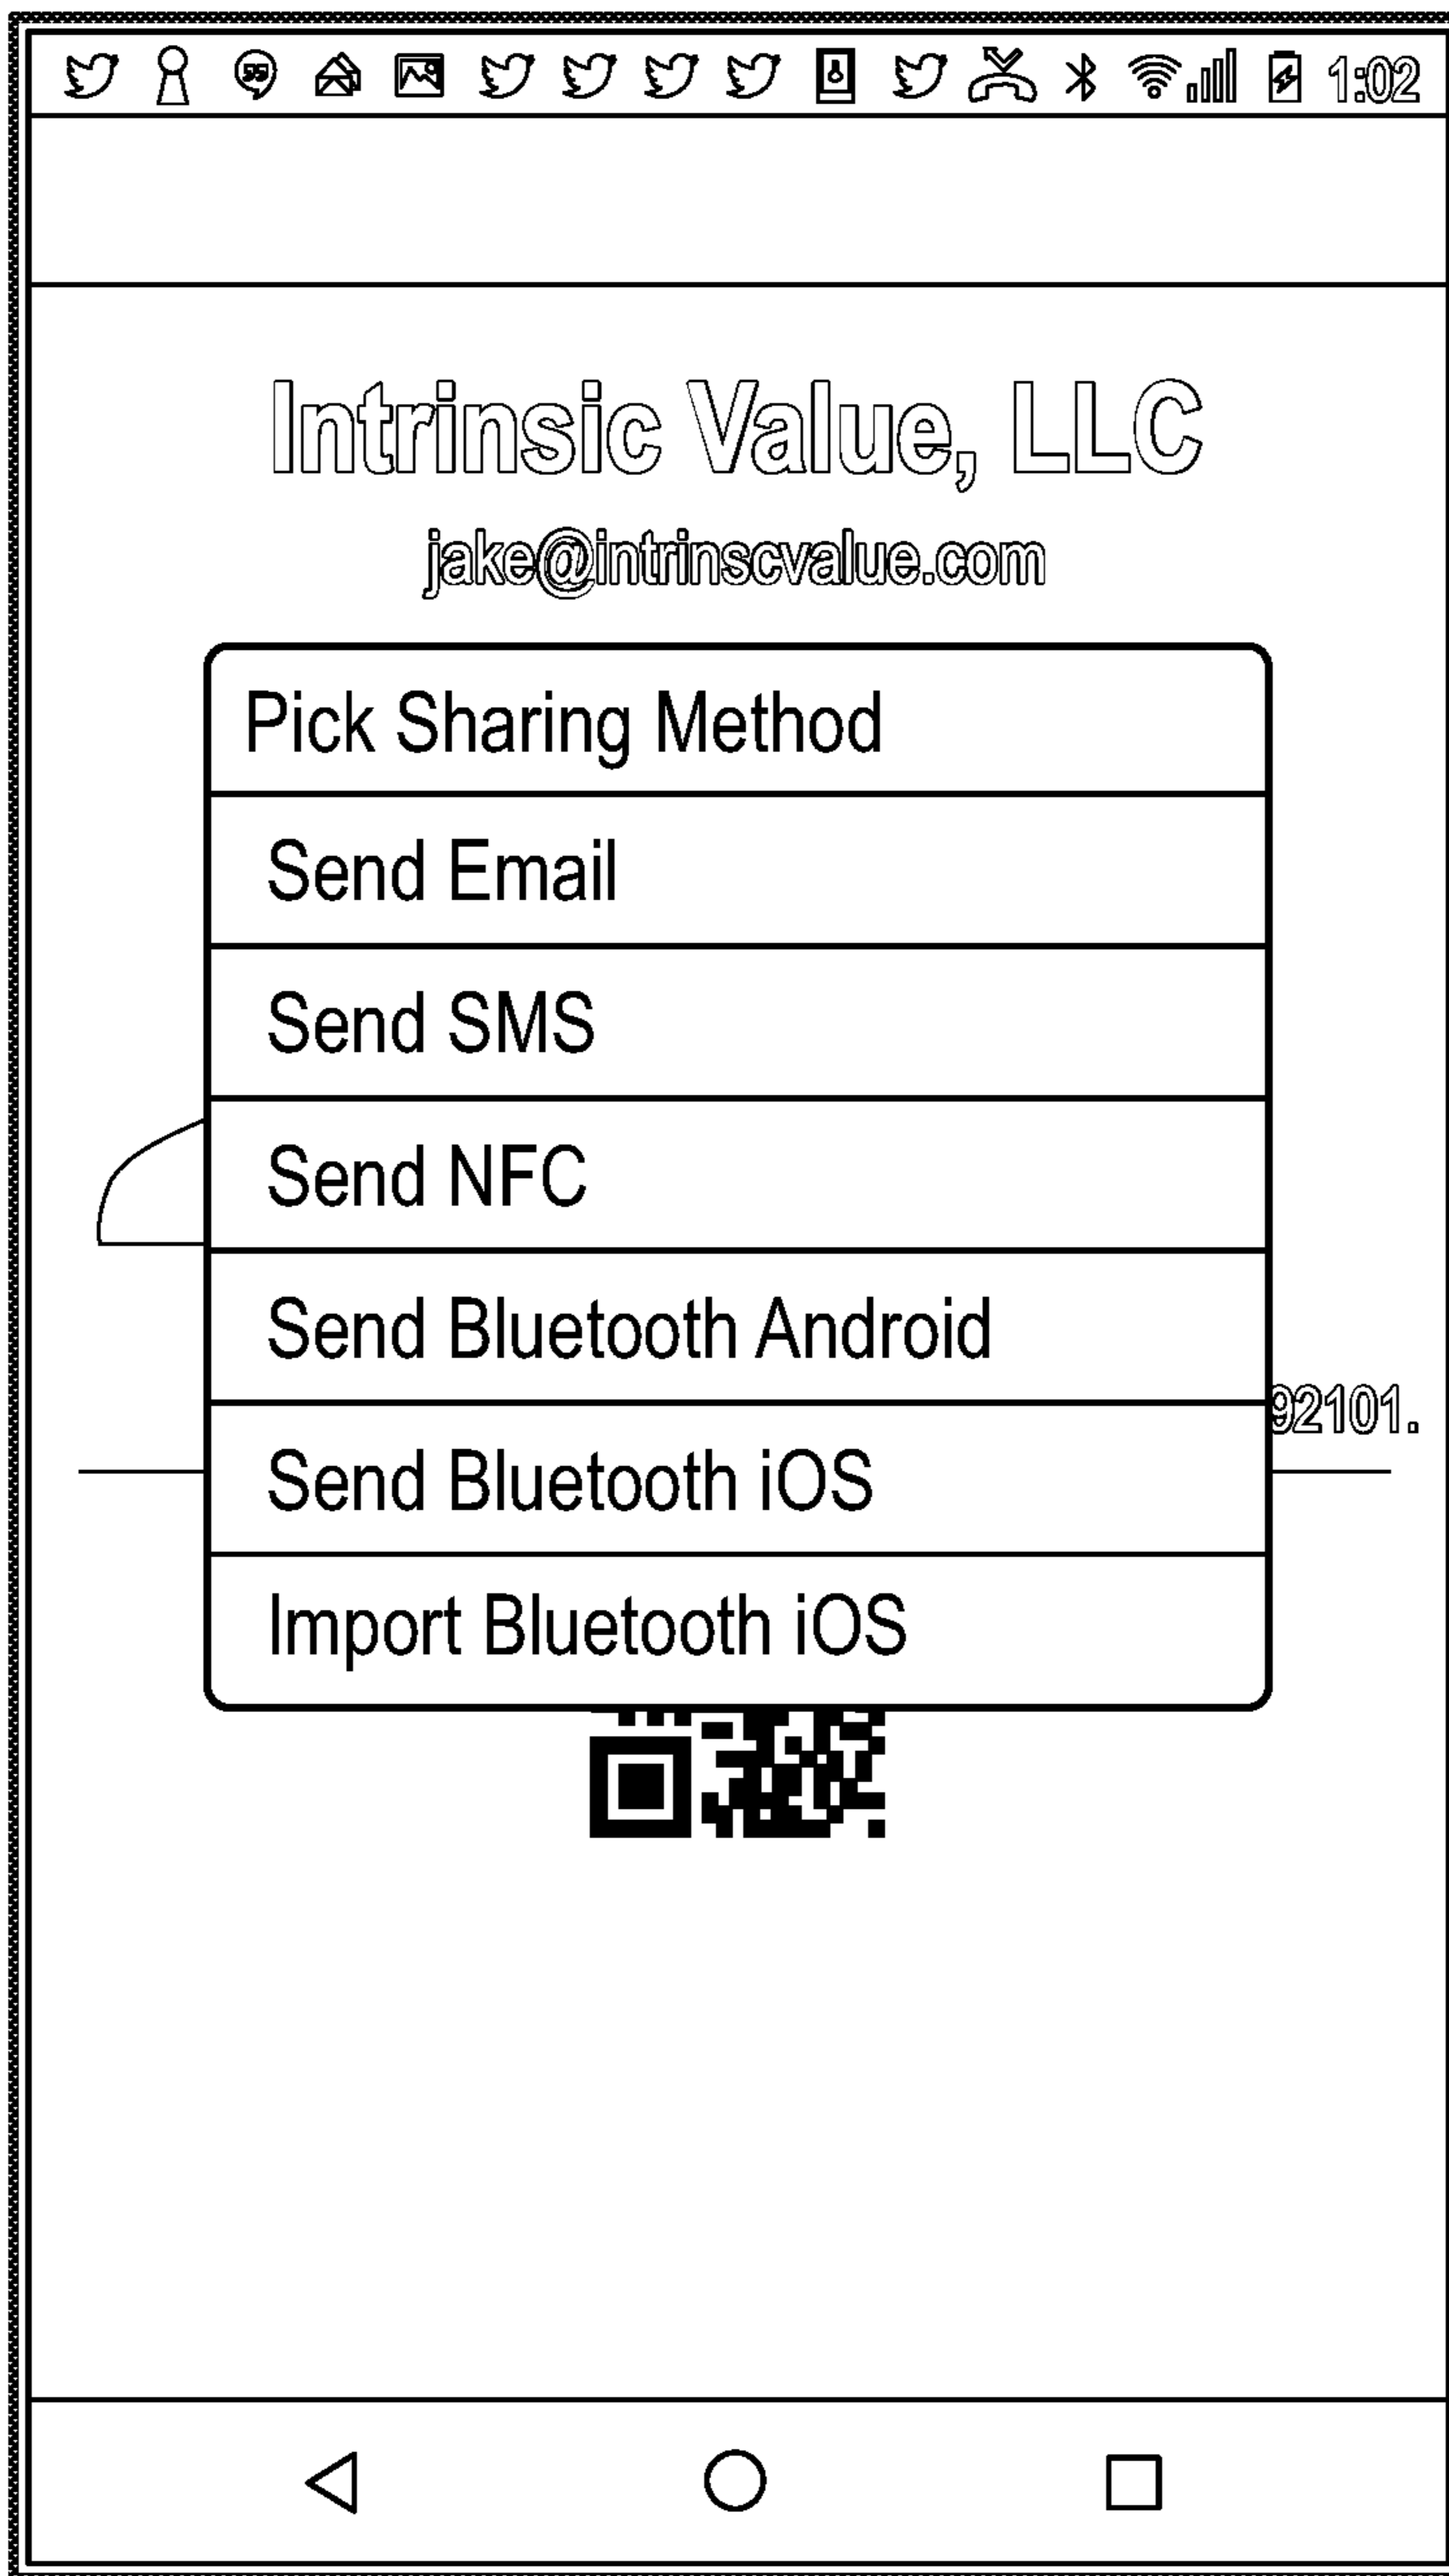 1:02
Intrinsic Value, LLC
jake@intrinscvalue.com
Pick Sharing Method
Send Email
Send SMS
Send NFC
Send Bluetooth Android
92101.
Send Bluetooth iOS
Import Bluetooth iOS